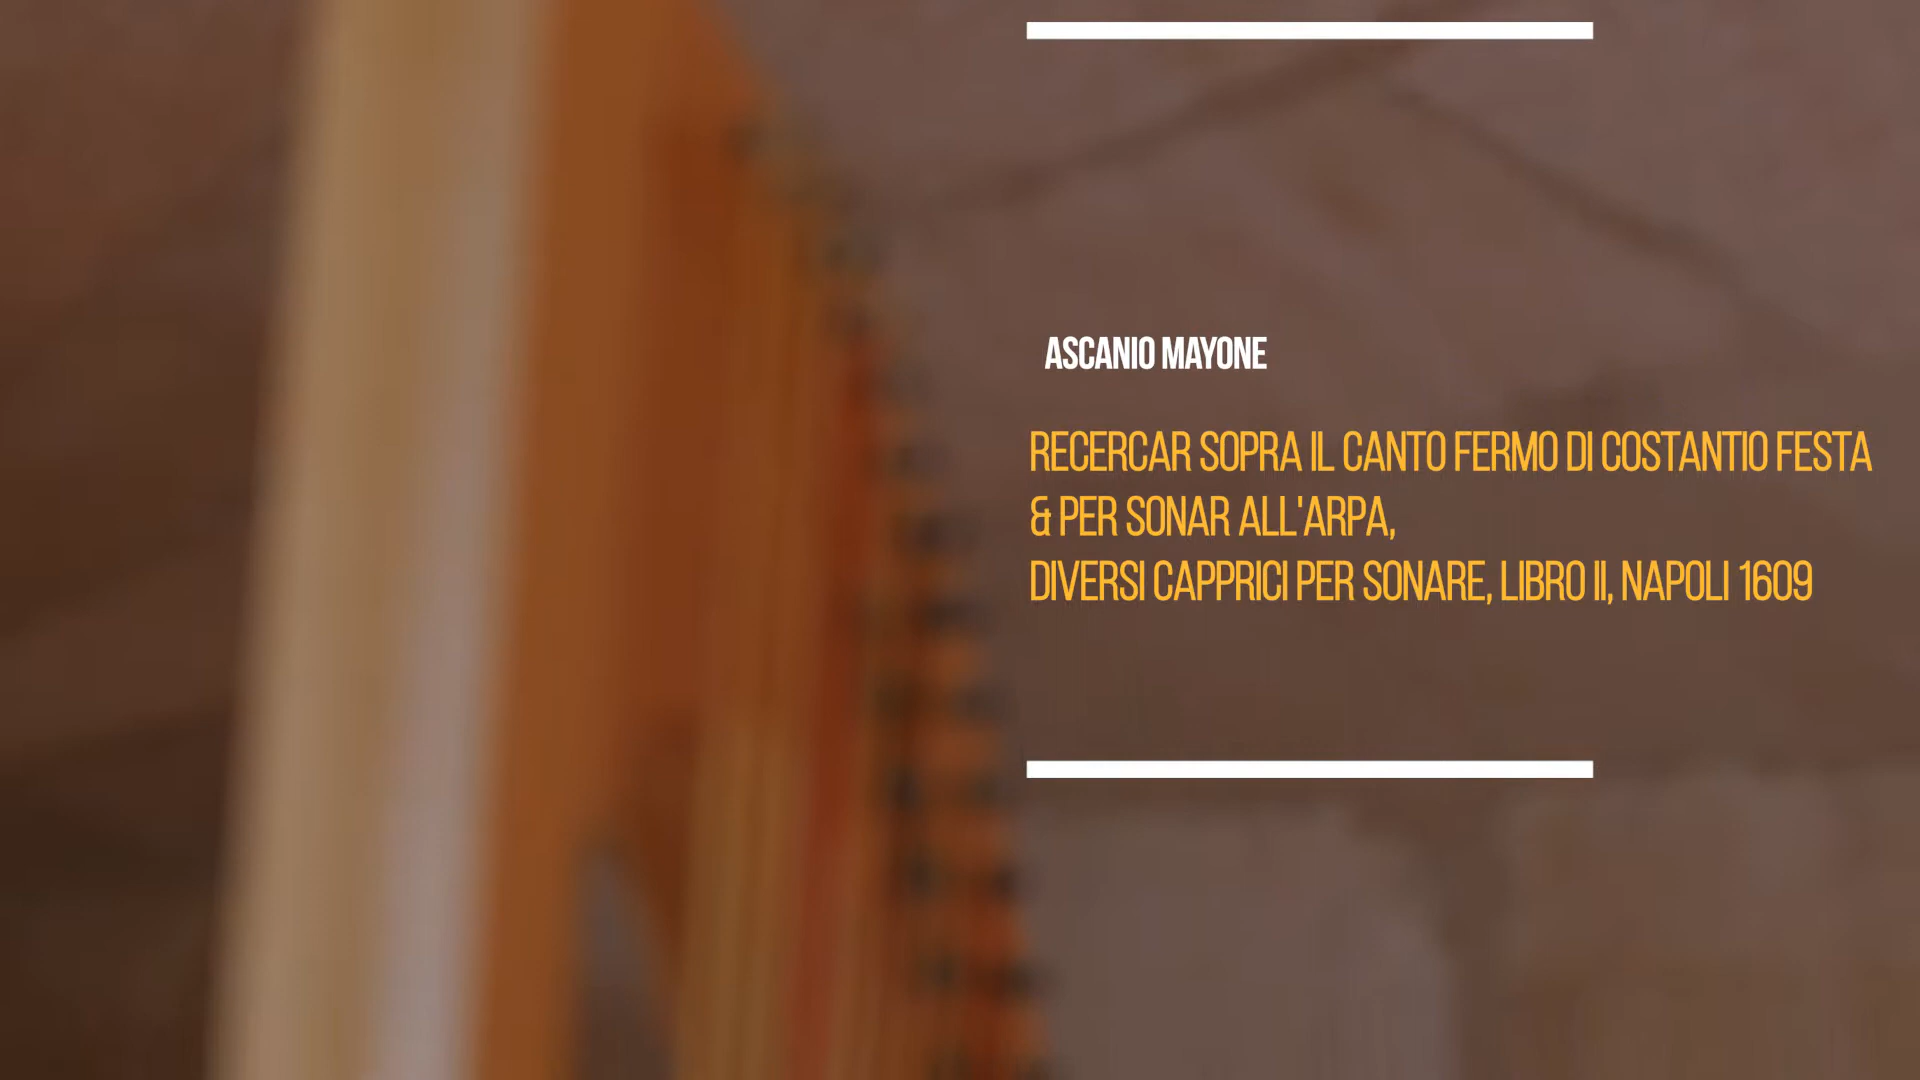 ASCANIO MAYONE
RECERCAR SOPRA IL CANTO FERMO DI COSTANTIO FESTA
& PER SONAR ALL'ARPA,
DIVERSI CAPPRICI PER SONARE, LIBRO II, NAPOLI 1609